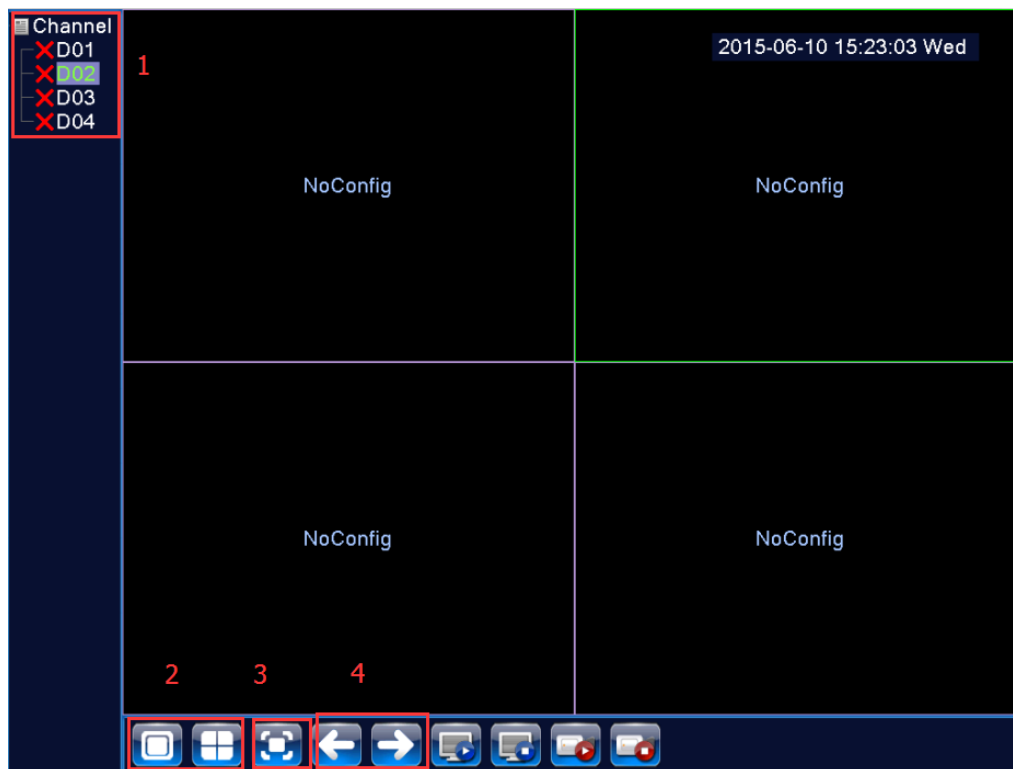 Channel
D01
D02
D03
D04
1
2015-06-10 15:23:03 Wed
NoConfig
NoConfig
NoConfig
NoConfig
2
3
4